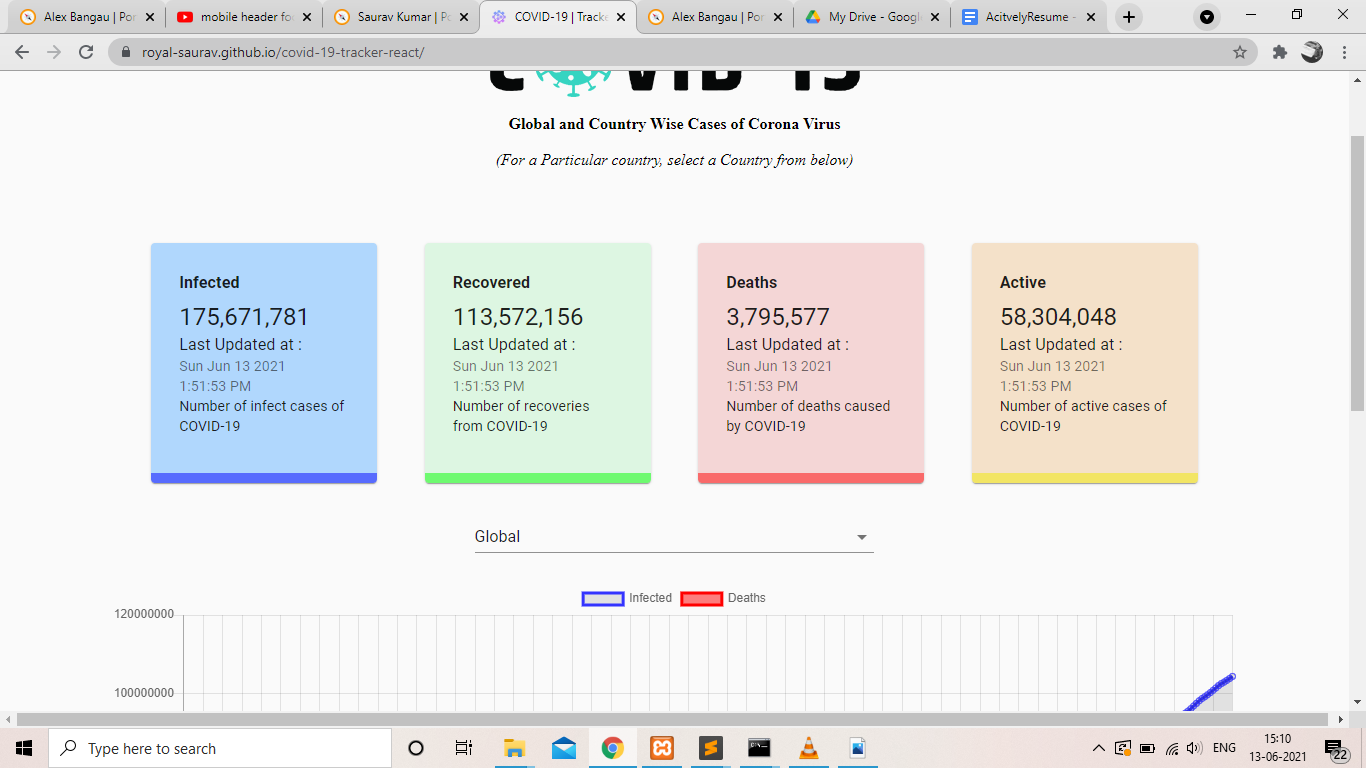 Alex Bangau | Por
mobile header fo
Saurav Kumar | Po
COVID-19 | Tracke
Alex Bangau | Por
My Drive - Googl
AcitvelyResume -
royal-saurav.github.io/covid-19-tracker-react/
COVID-19
Global and Country Wise Cases of Corona Virus
(For a Particular country, select a Country from below)
Infected
175,671,781
Last Updated at :
Sun Jun 13 2021
1:51:53 PM
Number of infect cases of
COVID-19
Recovered
113,572,156
Last Updated at :
Sun Jun 13 2021
1:51:53 PM
Number of recoveries
from COVID-19
Deaths
3,795,577
Last Updated at :
Sun Jun 13 2021
1:51:53 PM
Number of deaths caused
by COVID-19
Active
58,304,048
Last Updated at :
Sun Jun 13 2021
1:51:53 PM
Number of active cases of
COVID-19
Global
Infected
Deaths
120000000
100000000
Type here to search
ENG
15:10
13-06-2021
22